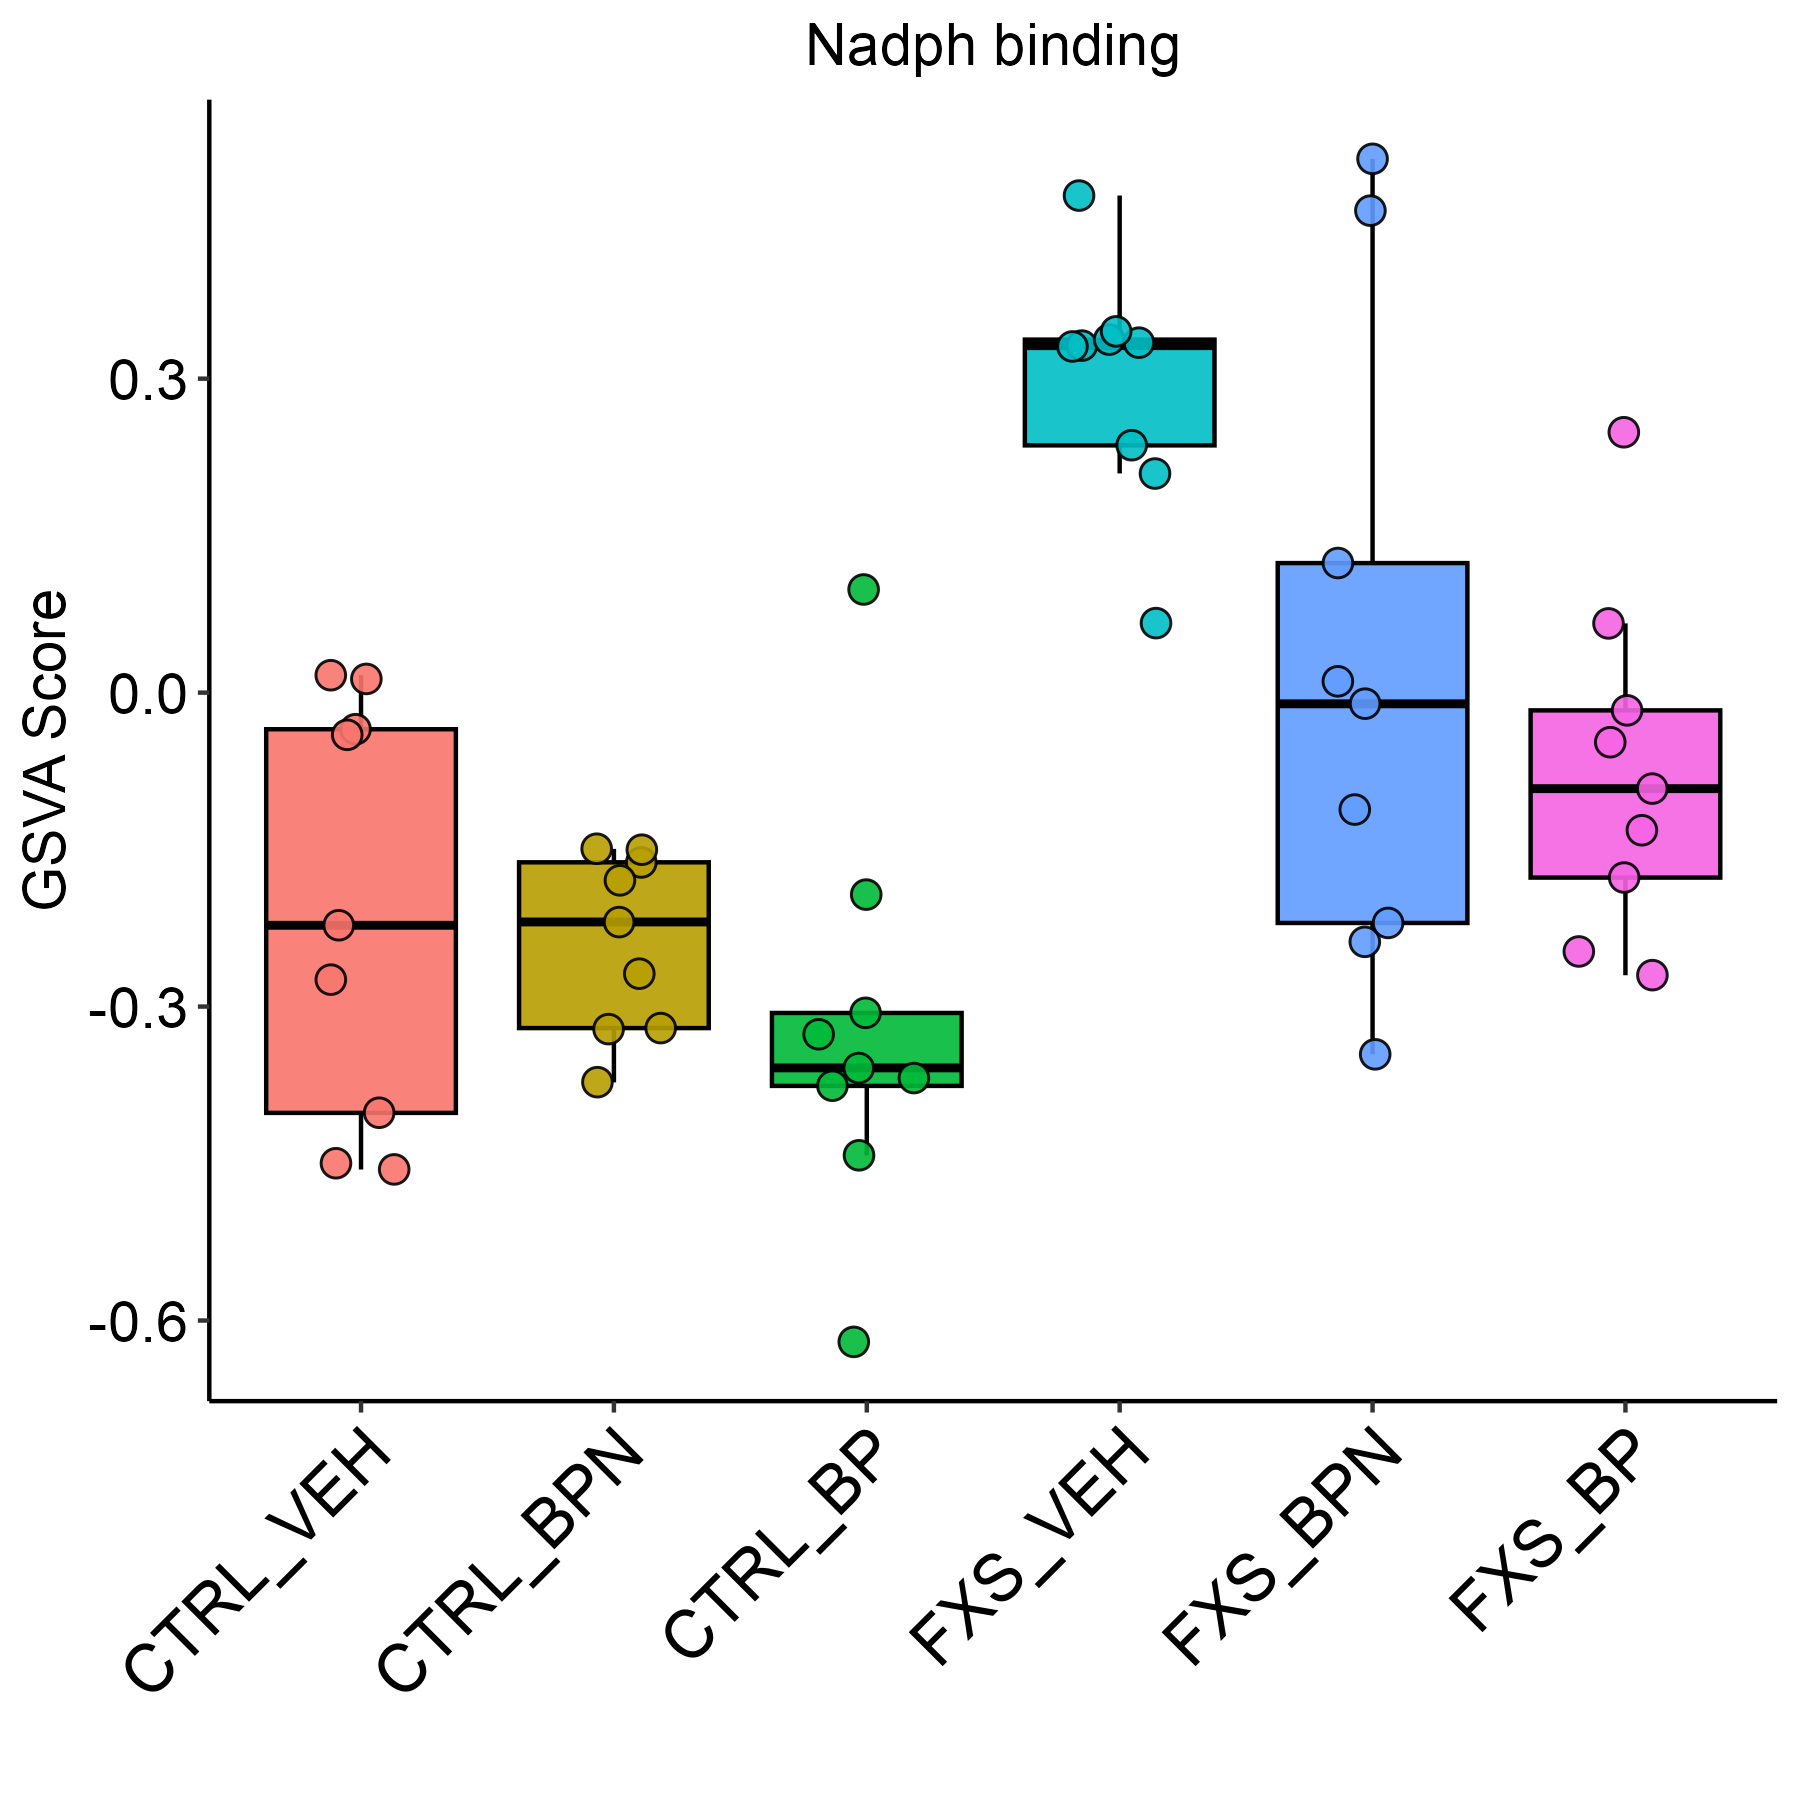 Nadph binding
GSVA Score
0.3
0.0
-0.3
-0.6
CTRL_VEH
CTRL_BPN
CTRL_BP
FXS_VEH
FXS_BPN
FXS_BP